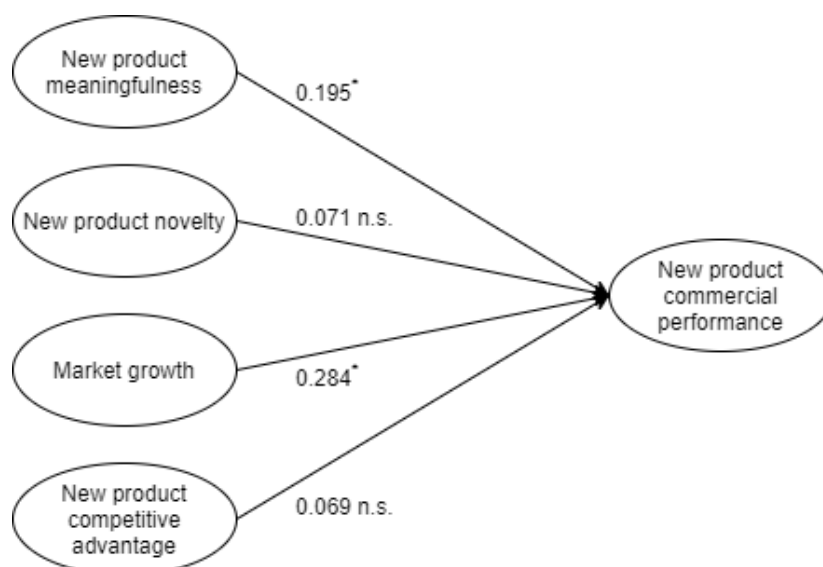 New product
meaningfulness
0.195*
New product novelty
0.071 n.s.
New product
commercial
performance
Market growth
0.284*
New product
competitive
advantage
0.069 n.s.